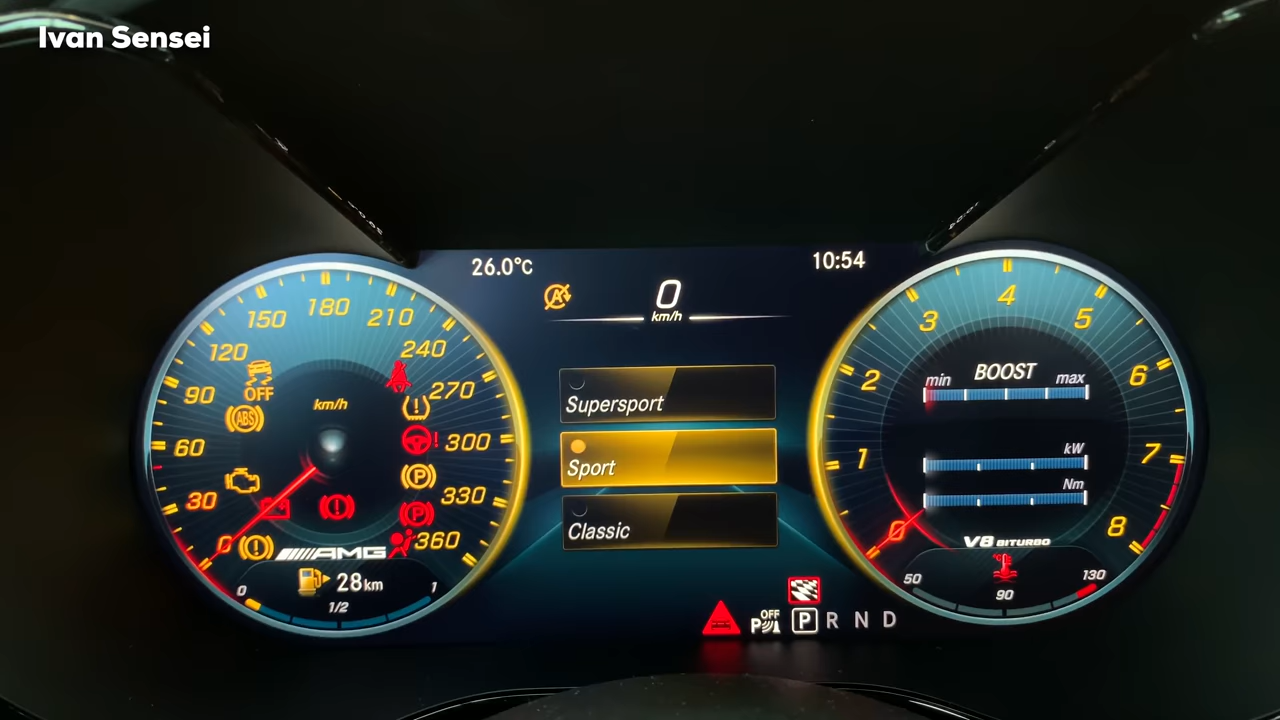 Ivan Sensei
26.0°C
10:54
0
km/h
Supersport
Sport
Classic
0
30
60
90
120
150
180
210
240
270
300
330
360
km/h
OFF
ABS
P
P
AMG
28 km
0
1/2
1
0
1
2
3
4
5
6
7
8
BOOST
min
max
kW
Nm
V8 BITURBO
°C
50
90
130
OFF
P
P R N D
A